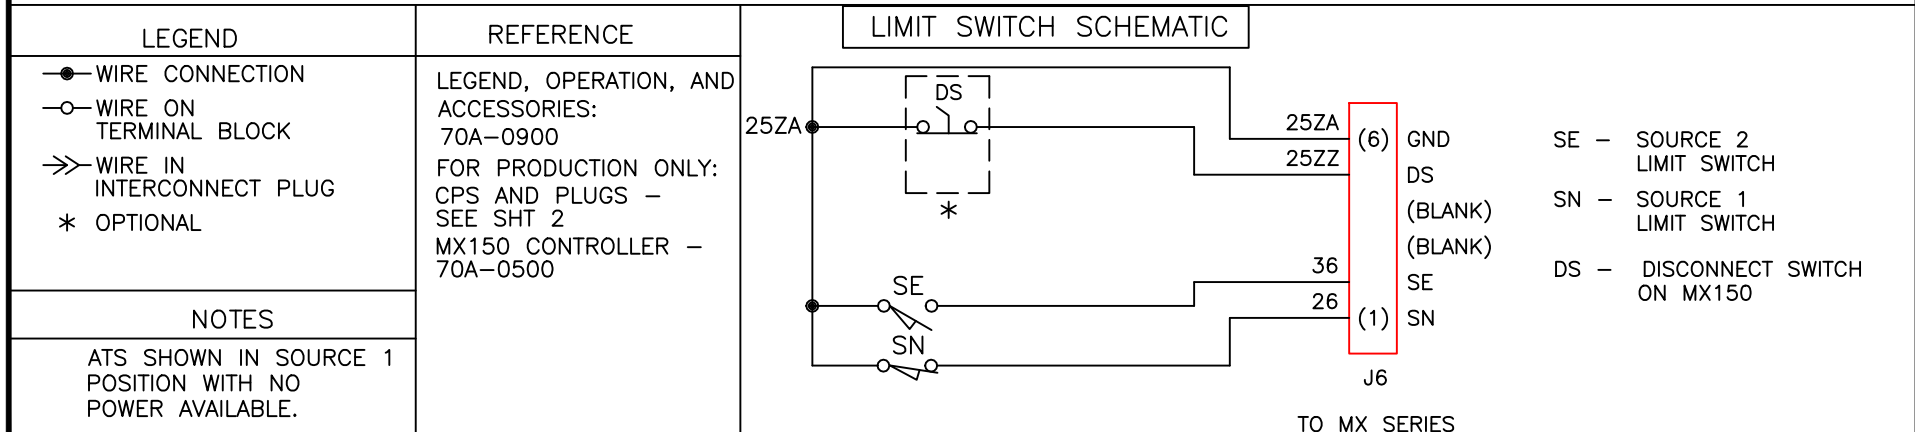 LEGEND
WIRE CONNECTION
WIRE ON
TERMINAL BLOCK
WIRE IN
INTERCONNECT PLUG
* OPTIONAL
NOTES
ATS SHOWN IN SOURCE 1
POSITION WITH NO
POWER AVAILABLE.
REFERENCE
LEGEND, OPERATION, AND
ACCESSORIES:
70A-0900
FOR PRODUCTION ONLY:
CPS AND PLUGS -
SEE SHT 2
MX150 CONTROLLER -
70A-0500
LIMIT SWITCH SCHEMATIC
DS
25ZA
*
SE
SN
25ZA (6) GND
25ZZ DS
(BLANK)
(BLANK)
36 SE
26 (1) SN
J6
TO MX SERIES
SE - SOURCE 2
LIMIT SWITCH
SN - SOURCE 1
LIMIT SWITCH
DS - DISCONNECT SWITCH
ON MX150